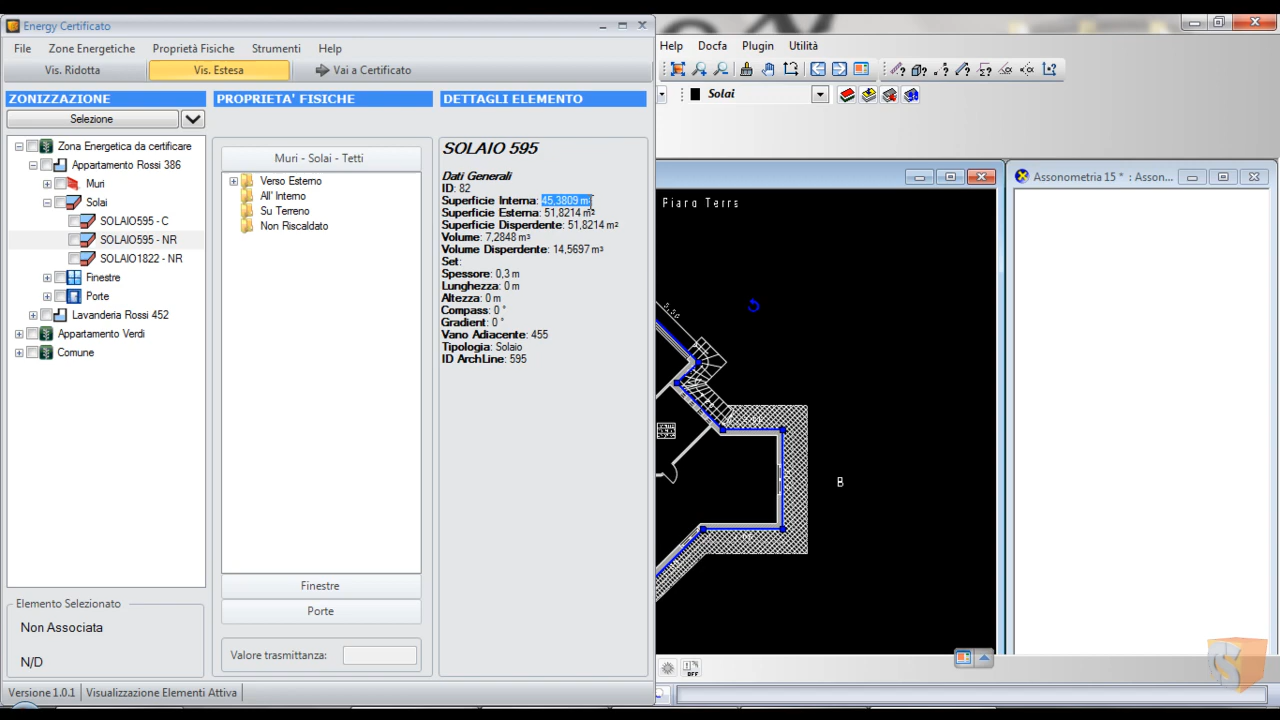 Energy Certificato
File Zone Energetiche Proprietà Fisiche Strumenti Help
Vis. Ridotta Vis. Estesa Vai a Certificato
ZONIZZAZIONE
Selezione
Zona Energetica da certificare
Appartamento Rossi 386
Muri
Solai
SOLAIO595 - C
SOLAIO595 - NR
SOLAIO1822 - NR
Finestre
Porte
Lavanderia Rossi 452
Appartamento Verdi
Comune
Elemento Selezionato
Non Associata
N/D
Versione 1.0.1 Visualizzazione Elementi Attiva
PROPRIETA' FISICHE
Muri - Solai - Tetti
Verso Esterno
All' Interno
Su Terreno
Non Riscaldato
Finestre
Porte
Valore trasmittanza:
DETTAGLI ELEMENTO
SOLAIO 595
Dati Generali
ID: 82
Superficie Interna: 45,3809 m²
Superficie Esterna: 51,8214 m²
Superficie Disperdente: 51,8214 m²
Volume: 7,2848 m³
Volume Disperdente: 14,5697 m³
Set:
Spessore: 0,3 m
Lunghezza: 0 m
Altezza: 0 m
Compass: 0 °
Gradient: 0 °
Vano Adiacente: 455
Tipologia: Solaio
ID ArchLine: 595
Help Docfa Plugin Utilità
Solai
Piano Terra
B
OFF
Assonometria 15 * : Asson...